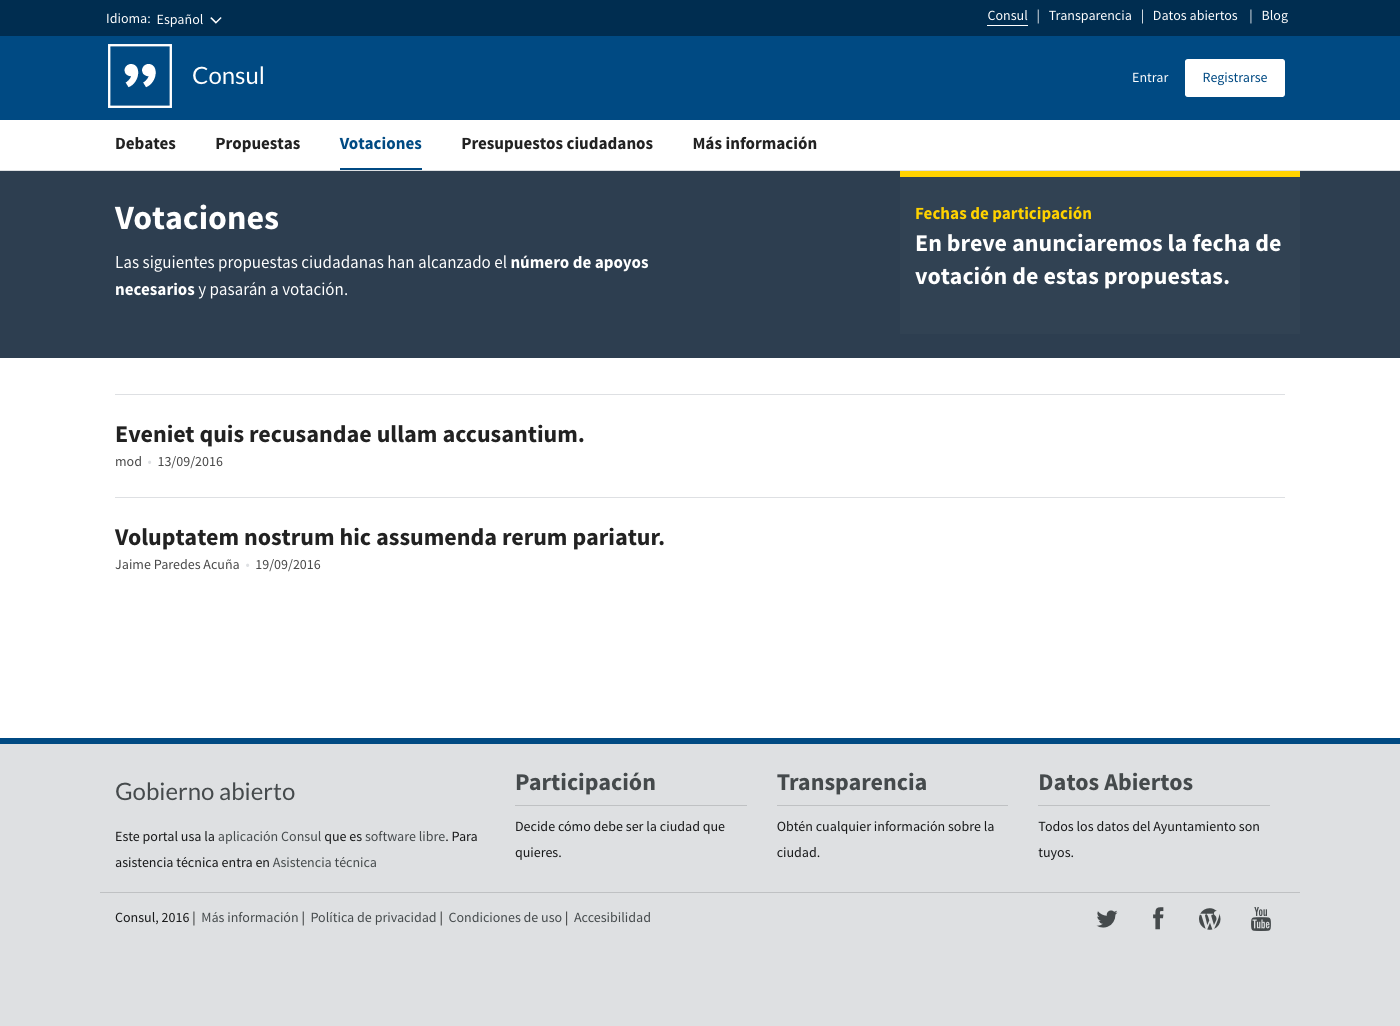 Idioma: Español
Consul | Transparencia | Datos abiertos | Blog
Consul
Entrar
Registrarse
Debates
Propuestas
Votaciones
Presupuestos ciudadanos
Más información
Votaciones
Las siguientes propuestas ciudadanas han alcanzado el número de apoyos
necesarios y pasarán a votación.
Fechas de participación
En breve anunciaremos la fecha de
votación de estas propuestas.
Eveniet quis recusandae ullam accusantium.
mod • 13/09/2016
Voluptatem nostrum hic assumenda rerum pariatur.
Jaime Paredes Acuña • 19/09/2016
Gobierno abierto
Este portal usa la aplicación Consul que es software libre. Para
asistencia técnica entra en Asistencia técnica
Participación
Decide cómo debe ser la ciudad que
quieres.
Transparencia
Obtén cualquier información sobre la
ciudad.
Datos Abiertos
Todos los datos del Ayuntamiento son
tuyos.
Consul, 2016 | Más información | Política de privacidad | Condiciones de uso | Accesibilidad
You
Tube